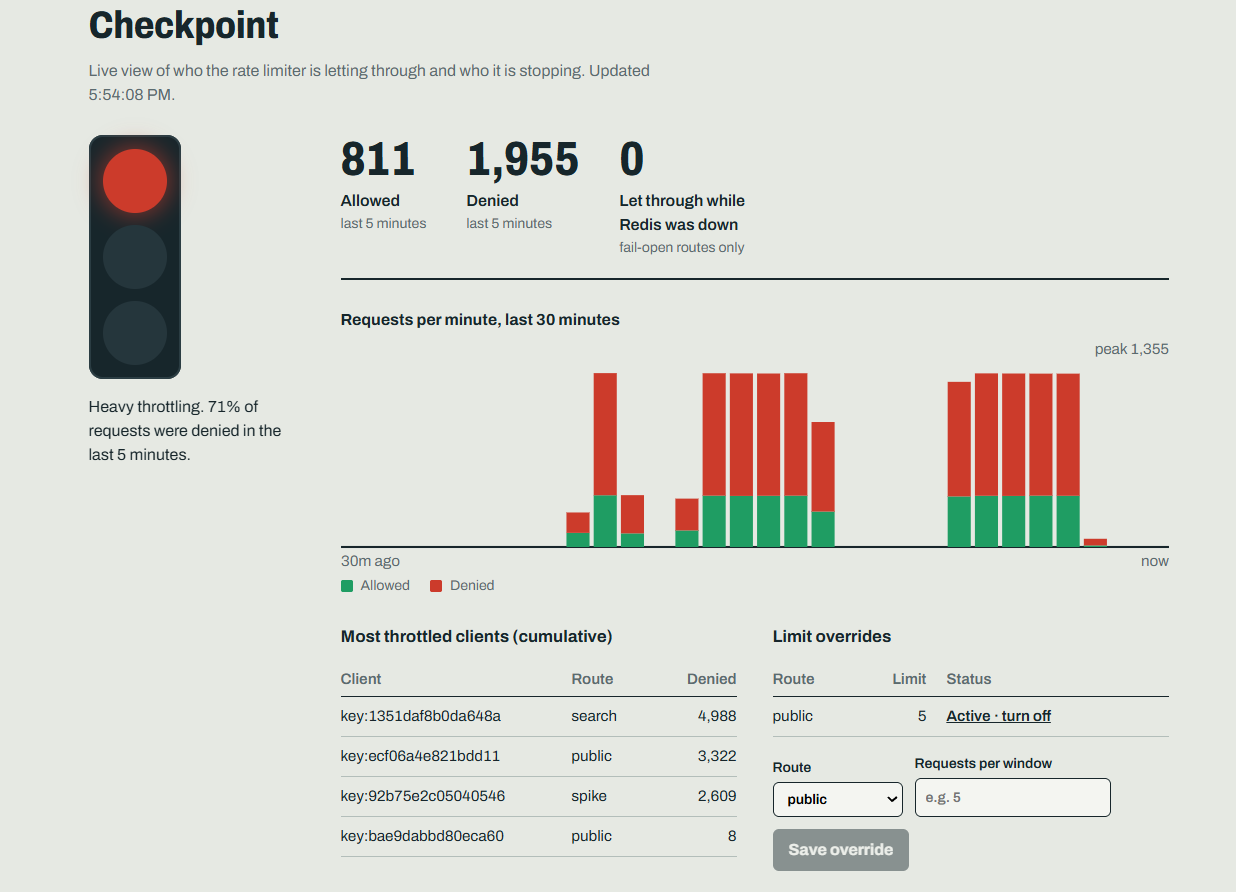 Checkpoint
Live view of who the rate limiter is letting through and who it is stopping. Updated
5:54:08 PM.
Heavy throttling. 71% of
requests were denied in the
last 5 minutes.
811
Allowed
last 5 minutes
1,955
Denied
last 5 minutes
0
Let through while
Redis was down
fail-open routes only
Requests per minute, last 30 minutes
peak 1,355
30m ago
now
Allowed
Denied
Most throttled clients (cumulative)
Client Route Denied
key:1351daf8b0da648a search 4,988
key:ecf06a4e821bdd11 public 3,322
key:92b75e2c05040546 spike 2,609
key:bae9dabbd80eca60 public 8
Limit overrides
Route Limit Status
public 5 Active · turn off
Route
public
Requests per window
e.g. 5
Save override